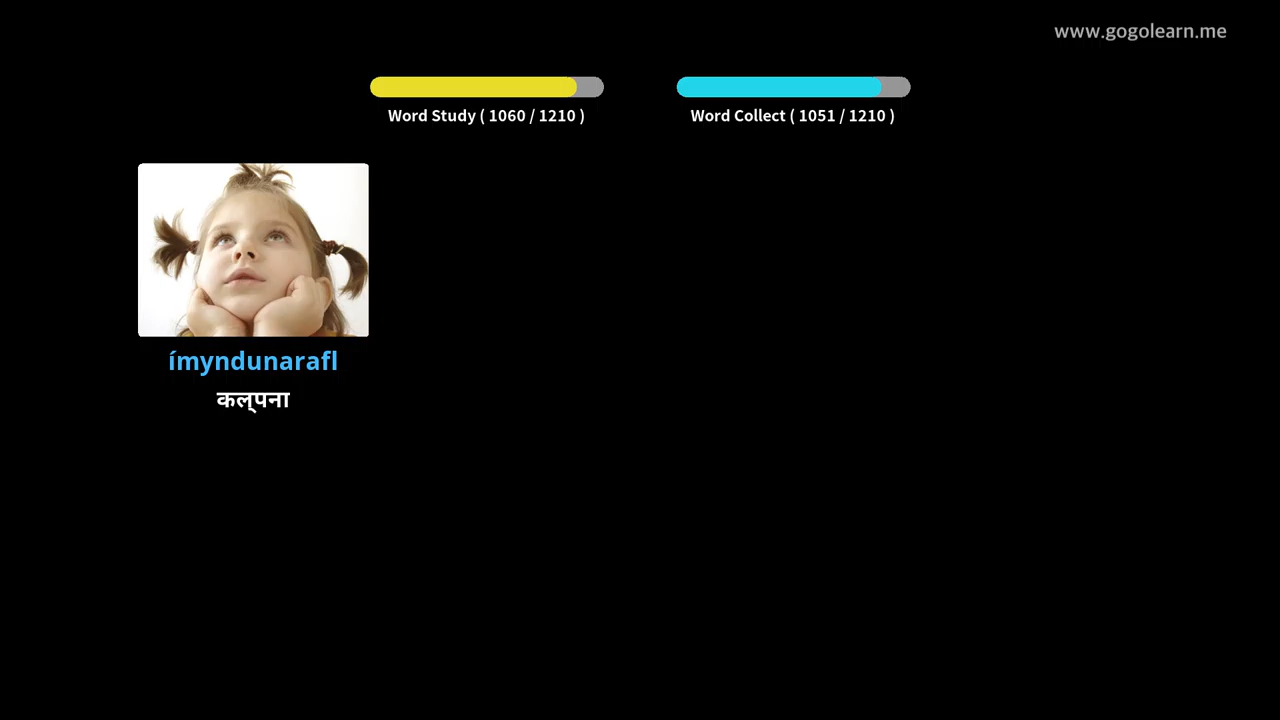 www.gogolearn.me
Word Study ( 1060 / 1210 )
Word Collect ( 1051 / 1210 )
ímyndunarafl
कल्पना